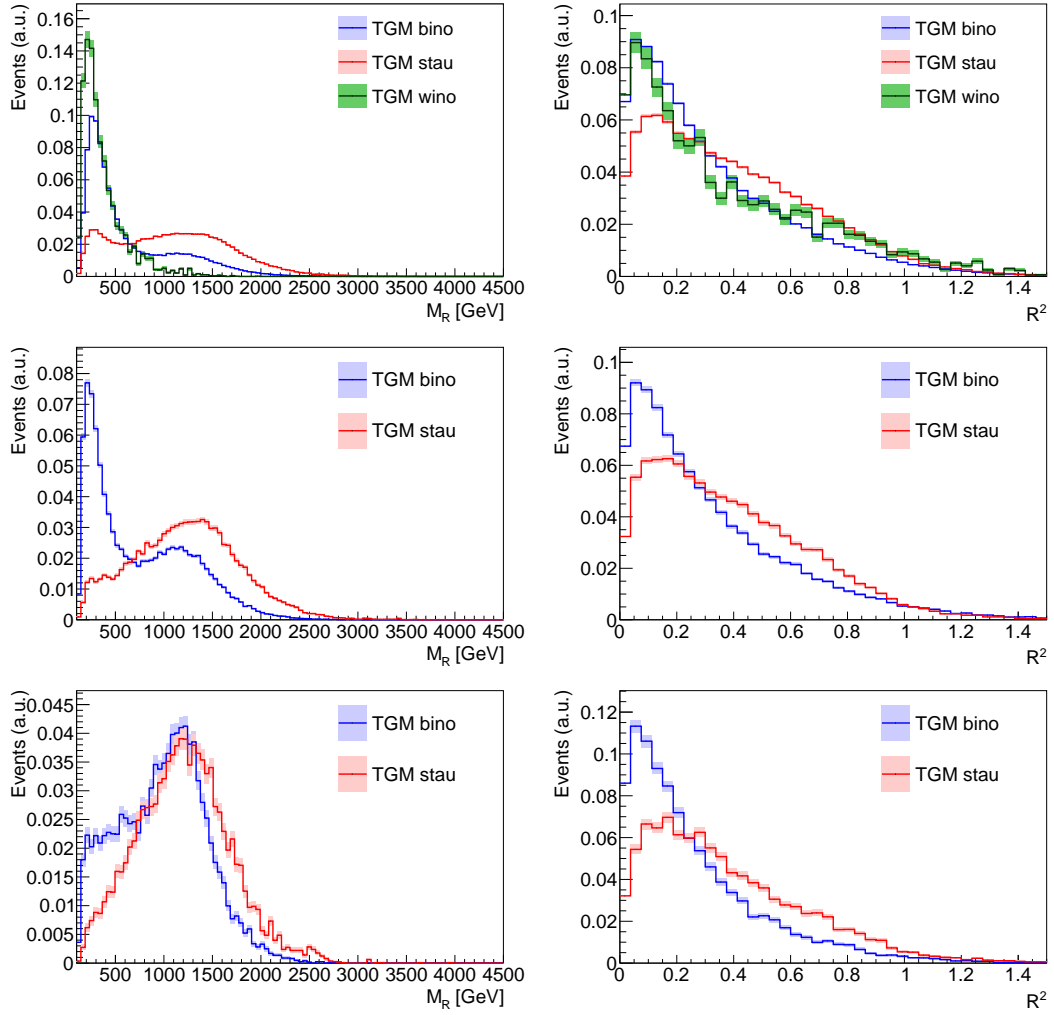 Events (a.u.)
0.16
0.14
0.12
0.1
0.08
0.06
0.04
0.02
0
TGM bino
TGM stau
TGM wino
500 1000 1500 2000 2500 3000 3500 4000 4500
M_R [GeV]
Events (a.u.)
0.1
0.08
0.06
0.04
0.02
0
TGM bino
TGM stau
TGM wino
0 0.2 0.4 0.6 0.8 1 1.2 1.4
R²
Events (a.u.)
0.08
0.07
0.06
0.05
0.04
0.03
0.02
0.01
0
TGM bino
TGM stau
500 1000 1500 2000 2500 3000 3500 4000 4500
M_R [GeV]
Events (a.u.)
0.1
0.08
0.06
0.04
0.02
0
TGM bino
TGM stau
0 0.2 0.4 0.6 0.8 1 1.2 1.4
R²
Events (a.u.)
0.045
0.04
0.035
0.03
0.025
0.02
0.015
0.01
0.005
0
TGM bino
TGM stau
500 1000 1500 2000 2500 3000 3500 4000 4500
M_R [GeV]
Events (a.u.)
0.12
0.1
0.08
0.06
0.04
0.02
0
TGM bino
TGM stau
0 0.2 0.4 0.6 0.8 1 1.2 1.4
R²